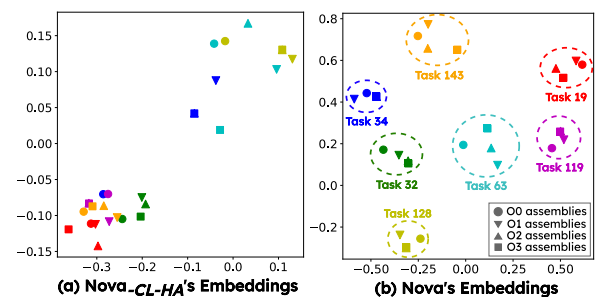 0.15
0.10
0.05
0.00
−0.05
−0.10
−0.15
−0.3
−0.2
−0.1
0.0
0.1
(a) Nova-CL-HA's Embeddings
0.8
0.6
0.4
0.2
0.0
−0.2
−0.50
−0.25
0.00
0.25
0.50
Task 143
Task 19
Task 34
Task 119
Task 32
Task 63
Task 128
O0 assemblies
O1 assemblies
O2 assemblies
O3 assemblies
(b) Nova's Embeddings